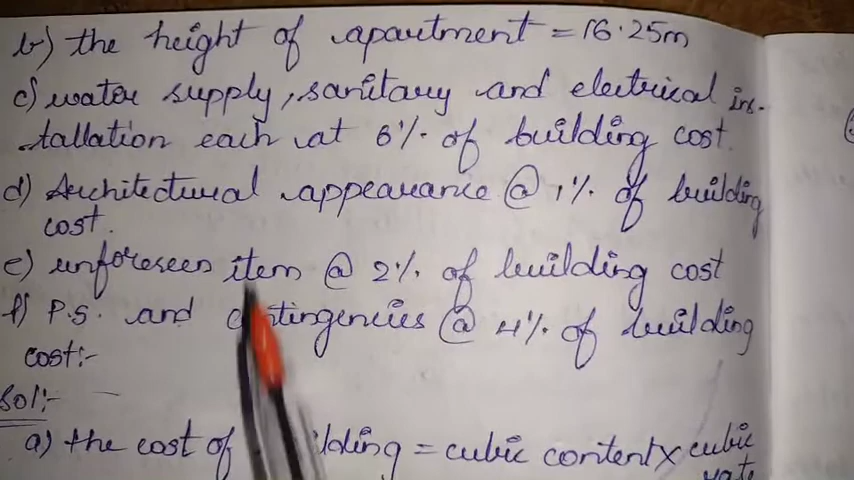 b) the height of apartment = 16.25m
c) water supply, sanitary and electrical ins-
tallation each at 6% of building cost.
d) Architectural appearance @ 1% of building
cost.
e) unforeseen item @ 2% of building cost
f) P.S. and contingencies @ 4% of building
cost:-
Sol:-
a) the cost of building = cubic content x cubic
rate